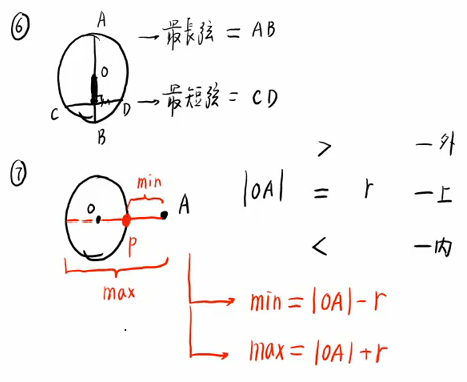 ⑥
A
→最长弦 = AB
O
C D →最短弦 = CD
B
⑦
> 一外
min
O A |OA| = r 一上
P
< 一内
max
→ min = |OA|-r
→ max = |OA|+r